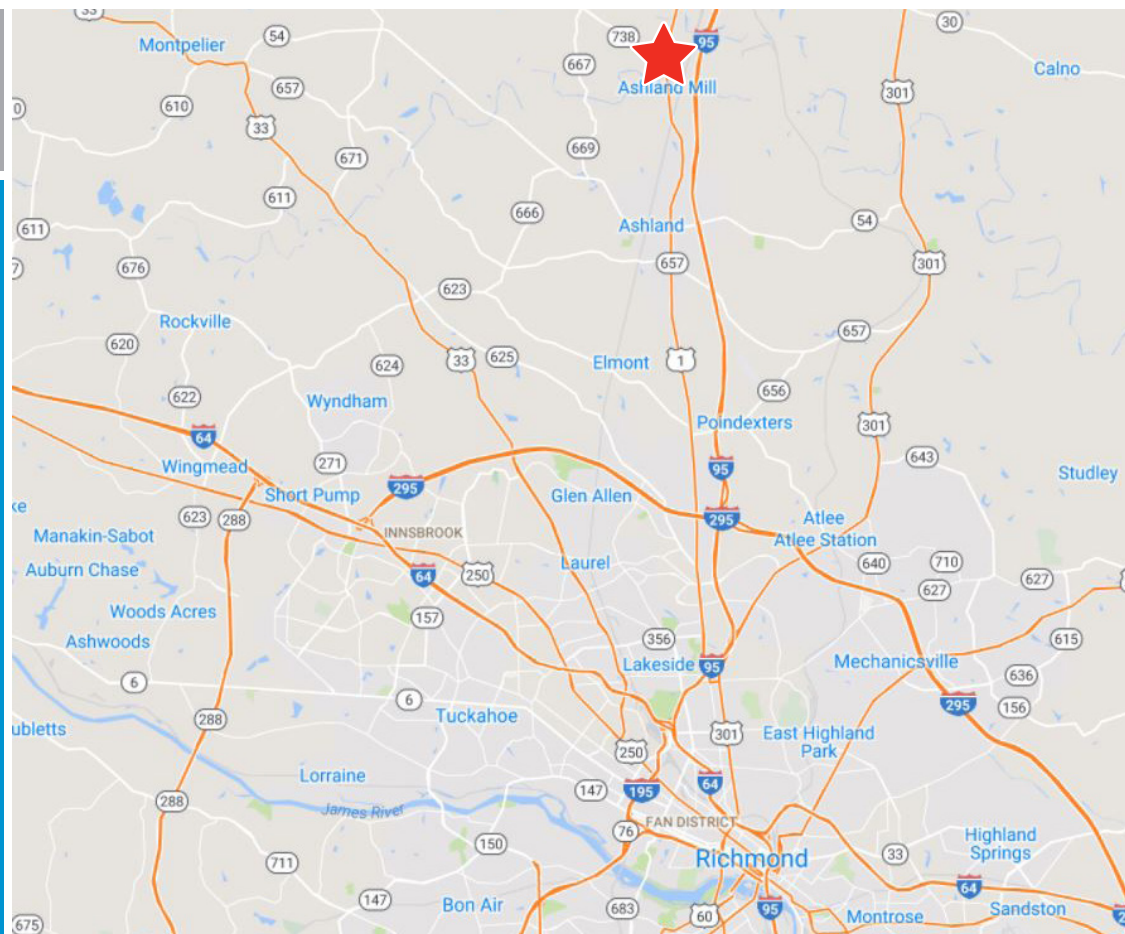 33
Montpelier
54
738
95
30
667
Ashland Mill
Calno
0
610
657
301
33
671
669
611
666
Ashland
54
611
657
7
676
301
623
Rockville
657
620
33
625
Elmont
1
624
622
656
Wyndham
Poindexters
301
64
Wingmead
271
95
643
Studley
295
Short Pump
Glen Allen
623
288
INNSBROOK
295
Atlee
Atlee Station
Manakin-Sabot
Auburn Chase
Laurel
640
710
64
250
627
627
Woods Acres
157
Ashwoods
356
615
Lakeside
95
Mechanicsville
636
6
6
295
156
288
Tuckahoe
ubletts
301
East Highland
Park
250
Lorraine
147
195
64
288
James River
FAN DISTRICT
76
Highland
Springs
150
Richmond
33
711
147
64
Bon Air
683
60
95
Montrose
Sandston
675
2